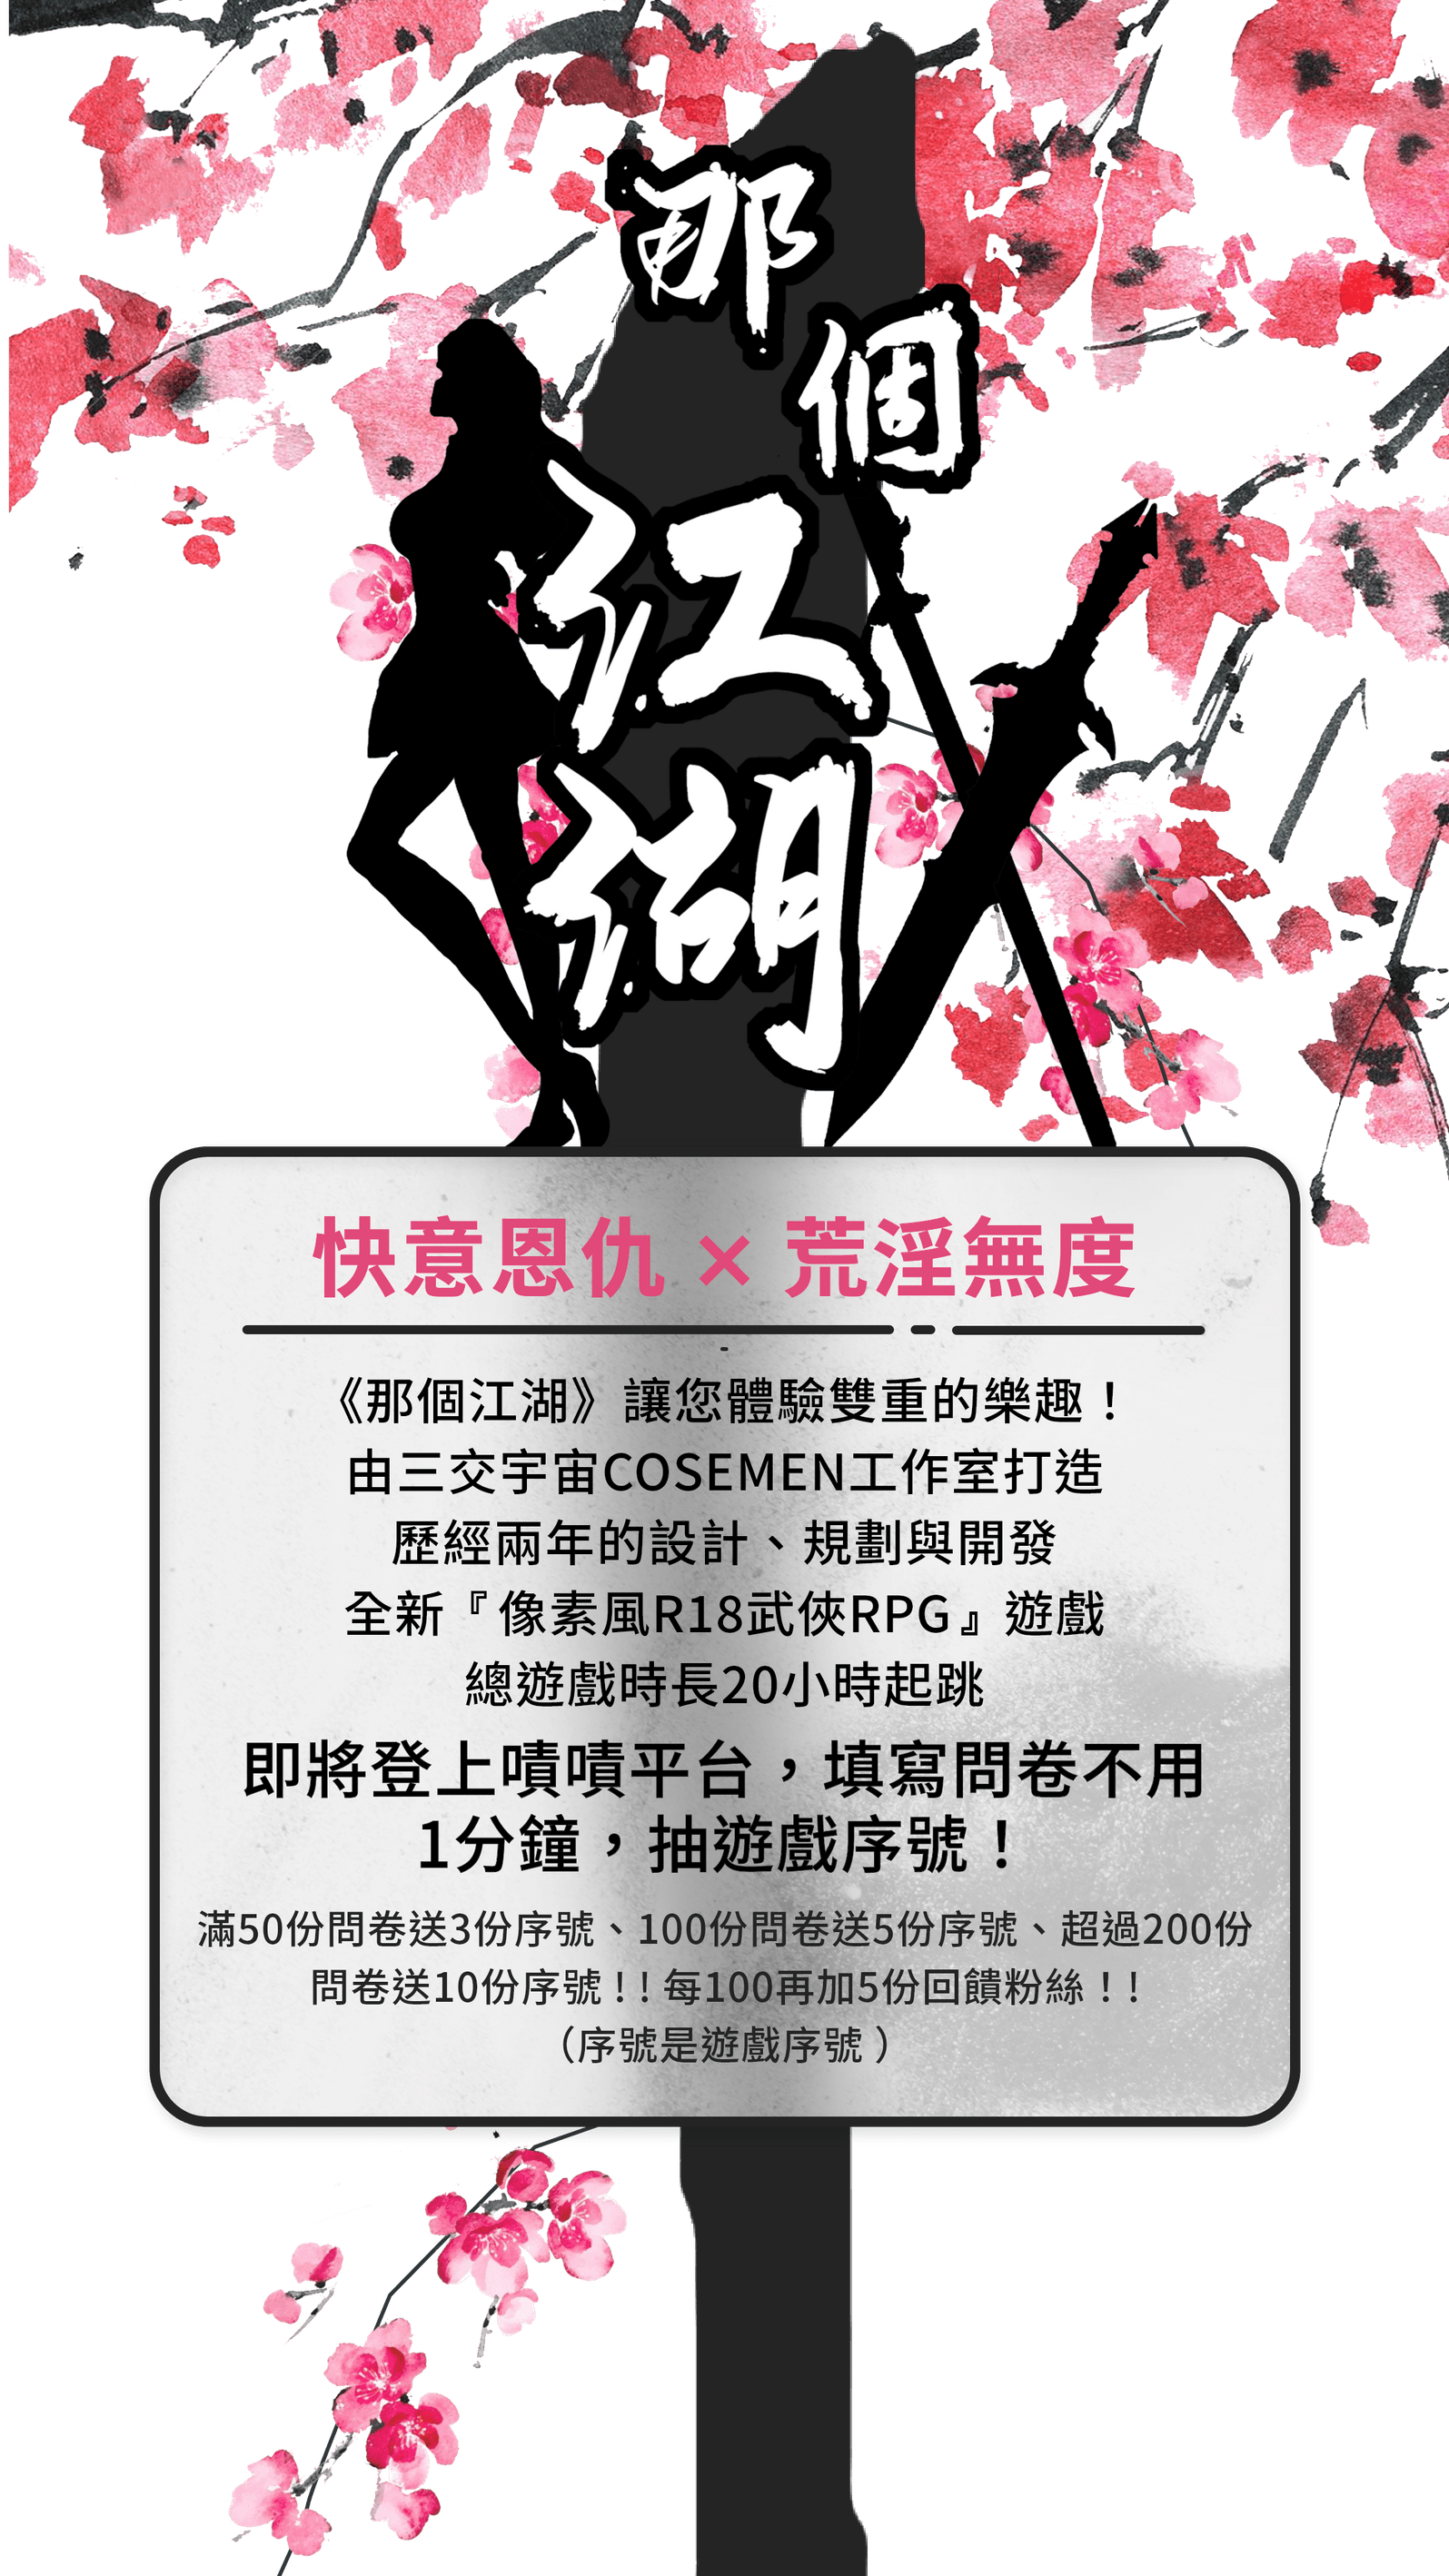 那個
江湖
快意恩仇 × 荒淫無度
《那個江湖》讓您體驗雙重的樂趣！
由三交宇宙COSEMEN工作室打造
歷經兩年的設計、規劃與開發
全新『像素風R18武俠RPG』遊戲
總遊戲時長20小時起跳
即將登上嘖嘖平台，填寫問卷不用
1分鐘，抽遊戲序號！
滿50份問卷送3份序號、100份問卷送5份序號、超過200份
問卷送10份序號！！每100再加5份回饋粉絲！！
（序號是遊戲序號 ）